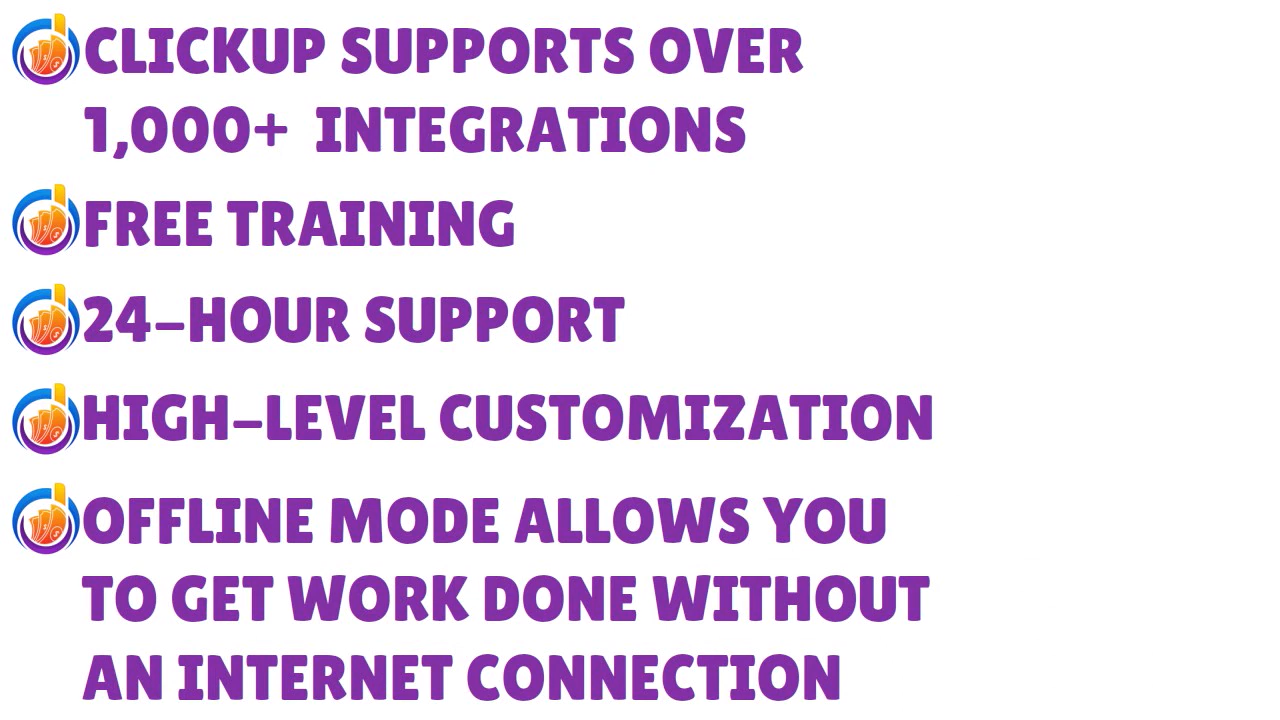 CLICKUP SUPPORTS OVER
1,000+ INTEGRATIONS
FREE TRAINING
24-HOUR SUPPORT
HIGH-LEVEL CUSTOMIZATION
OFFLINE MODE ALLOWS YOU
TO GET WORK DONE WITHOUT
AN INTERNET CONNECTION